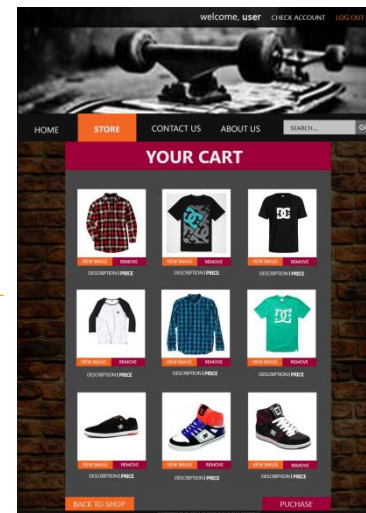 welcome, user CHECK ACCOUNT LOG OUT
HOME STORE CONTACT US ABOUT US SEARCH... GO
YOUR CART
DC
VIEW IMAGE REMOVE VIEW IMAGE REMOVE VIEW IMAGE REMOVE
DESCRIPTION | PRICE DESCRIPTION | PRICE DESCRIPTION | PRICE
DC
VIEW IMAGE REMOVE VIEW IMAGE REMOVE VIEW IMAGE REMOVE
DESCRIPTION | PRICE DESCRIPTION | PRICE DESCRIPTION | PRICE
VIEW IMAGE REMOVE VIEW IMAGE REMOVE VIEW IMAGE REMOVE
DESCRIPTION | PRICE DESCRIPTION | PRICE DESCRIPTION | PRICE
BACK TO SHOP PUCHASE